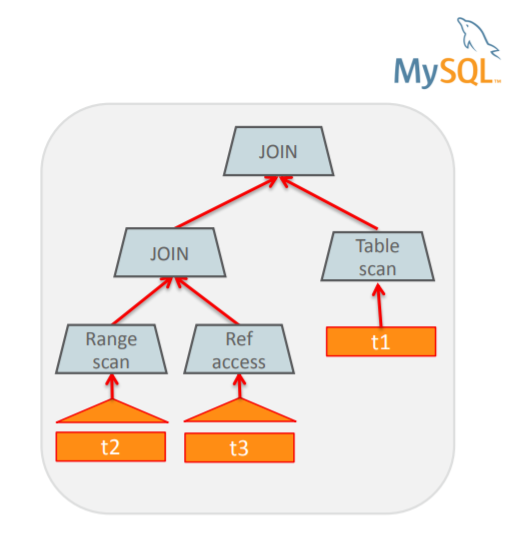 MySQL
JOIN
JOIN
Table
scan
Range
scan
Ref
access
t1
t2
t3